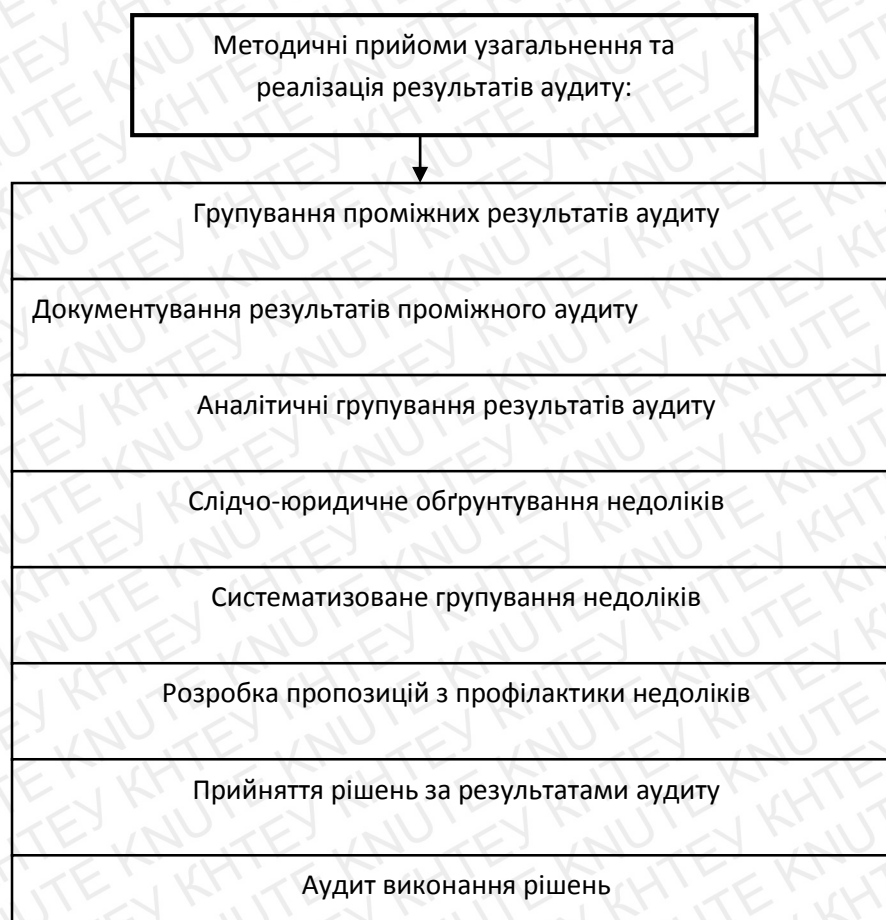 Методичні прийоми узагальнення та
реалізація результатів аудиту:
Групування проміжних результатів аудиту
Документування результатів проміжного аудиту
Аналітичні групування результатів аудиту
Слідчо-юридичне обґрунтування недоліків
Систематизоване групування недоліків
Розробка пропозицій з профілактики недоліків
Прийняття рішень за результатами аудиту
Аудит виконання рішень